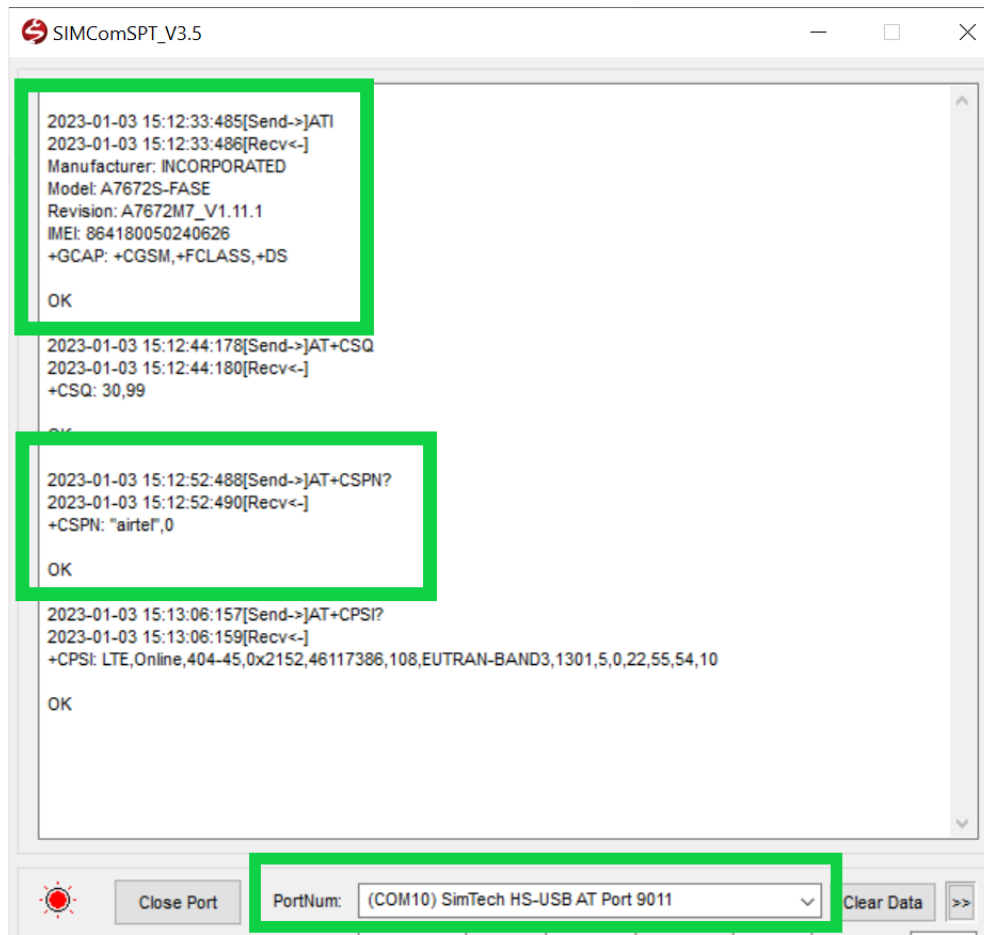 SIMComSPT_V3.5
2023-01-03 15:12:33:485[Send->]ATI
2023-01-03 15:12:33:486[Recv<-]
Manufacturer: INCORPORATED
Model: A7672S-FASE
Revision: A7672M7_V1.11.1
IMEI: 864180050240626
+GCAP: +CGSM,+FCLASS,+DS
OK
2023-01-03 15:12:44:178[Send->]AT+CSQ
2023-01-03 15:12:44:180[Recv<-]
+CSQ: 30,99
OK
2023-01-03 15:12:52:488[Send->]AT+CSPN?
2023-01-03 15:12:52:490[Recv<-]
+CSPN: "airtel",0
OK
2023-01-03 15:13:06:157[Send->]AT+CPSI?
2023-01-03 15:13:06:159[Recv<-]
+CPSI: LTE,Online,404-45,0x2152,46117386,108,EUTRAN-BAND3,1301,5,0,22,55,54,10
OK
Close Port PortNum: (COM10) SimTech HS-USB AT Port 9011 Clear Data >>